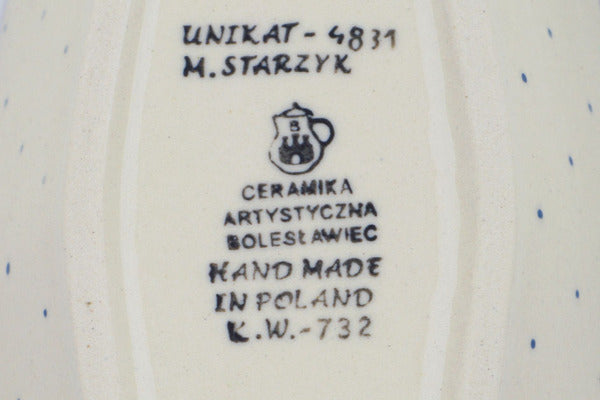 UNIKAT - 4831
M. STARZYK
B
CERAMIKA
ARTYSTYCZNA
BOLESŁAWIEC
HAND MADE
IN POLAND
K.W.-732